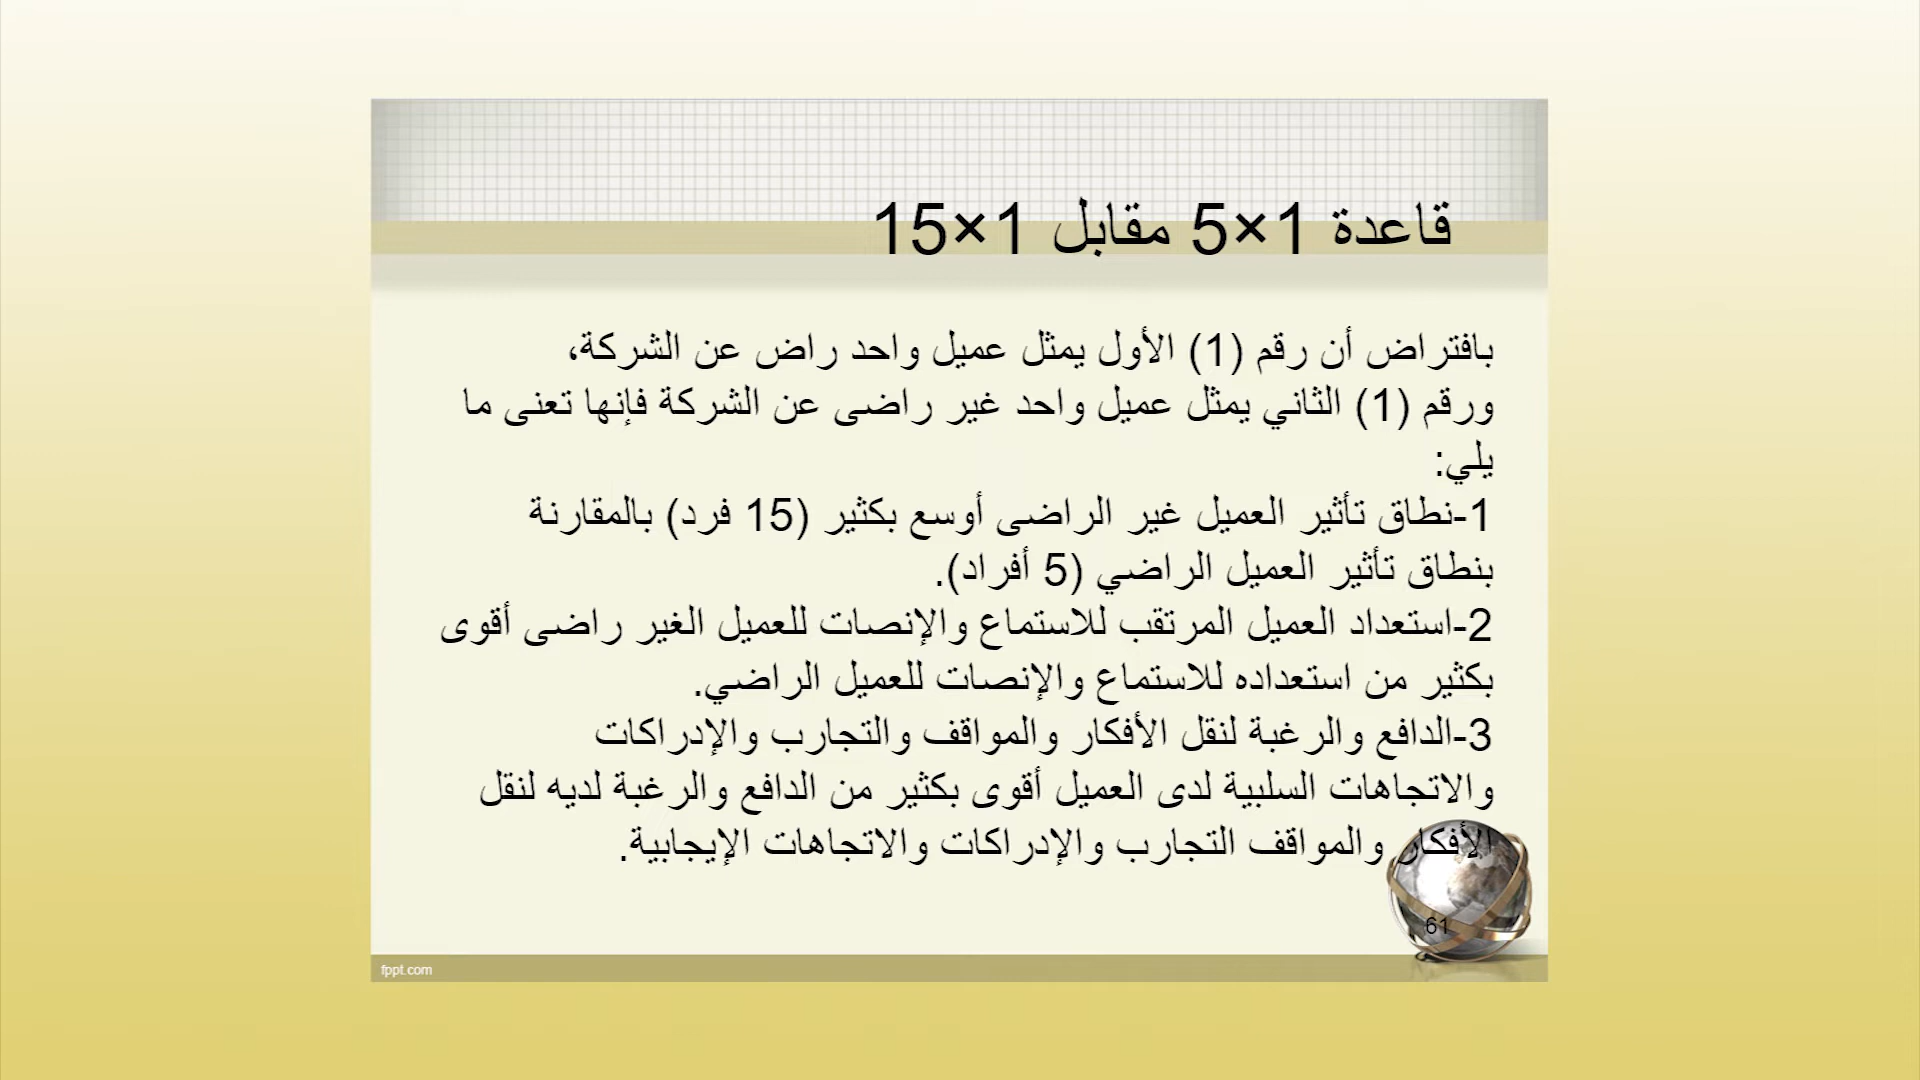 قاعدة 1×5 مقابل 1×15
بافتراض أن رقم (1) الأول يمثل عميل واحد راض عن الشركة،
ورقم (1) الثاني يمثل عميل واحد غير راضى عن الشركة فإنها تعنى ما
يلي:
1-نطاق تأثير العميل غير الراضى أوسع بكثير (15 فرد) بالمقارنة
بنطاق تأثير العميل الراضي (5 أفراد).
2-استعداد العميل المرتقب للاستماع والإنصات للعميل الغير راضى أقوى
بكثير من استعداده للاستماع والإنصات للعميل الراضي.
3-الدافع والرغبة لنقل الأفكار والمواقف والتجارب والإدراكات
والاتجاهات السلبية لدى العميل أقوى بكثير من الدافع والرغبة لديه لنقل
الأفكار والمواقف التجارب والإدراكات والاتجاهات الإيجابية.
61
fppt.com